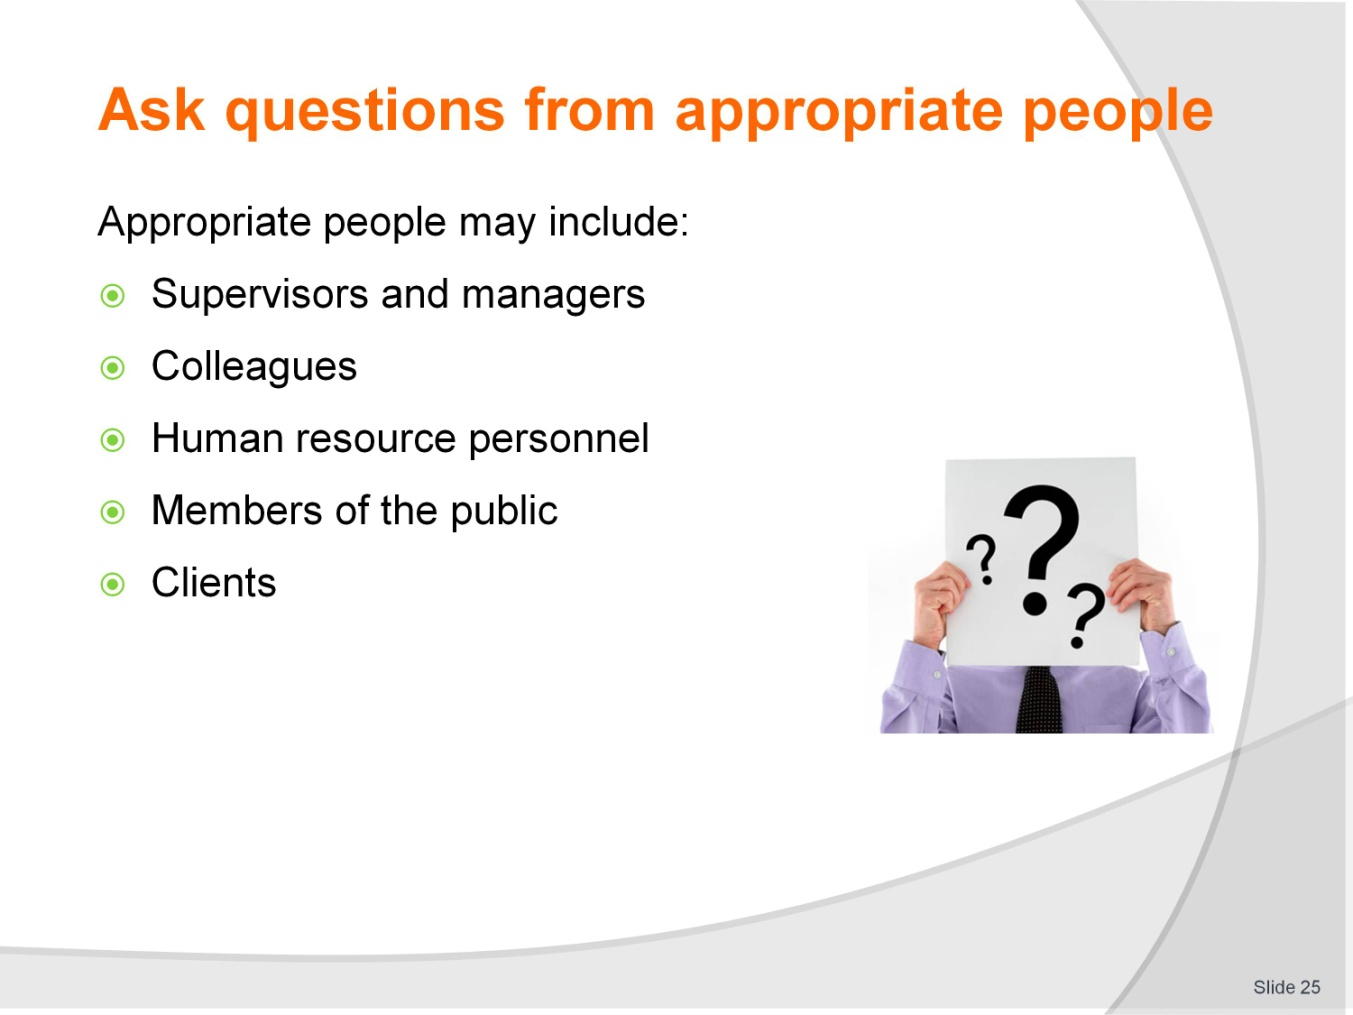 Ask questions from appropriate people
Appropriate people may include:
Supervisors and managers
Colleagues
Human resource personnel
Members of the public
Clients
? ? ?
Slide 25